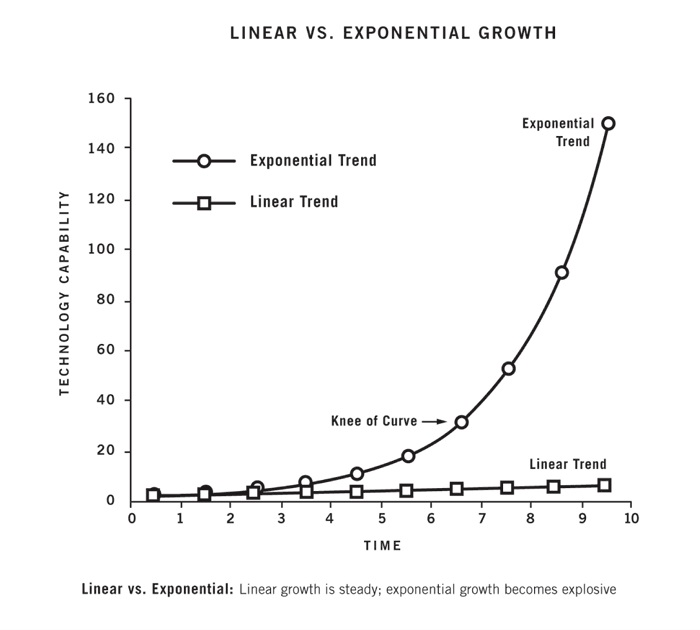 LINEAR VS. EXPONENTIAL GROWTH
160
140
120
100
80
60
40
20
0
TECHNOLOGY CAPABILITY
Exponential Trend
Linear Trend
Exponential
Trend
Knee of Curve
Linear Trend
0 1 2 3 4 5 6 7 8 9 10
TIME
Linear vs. Exponential: Linear growth is steady; exponential growth becomes explosive